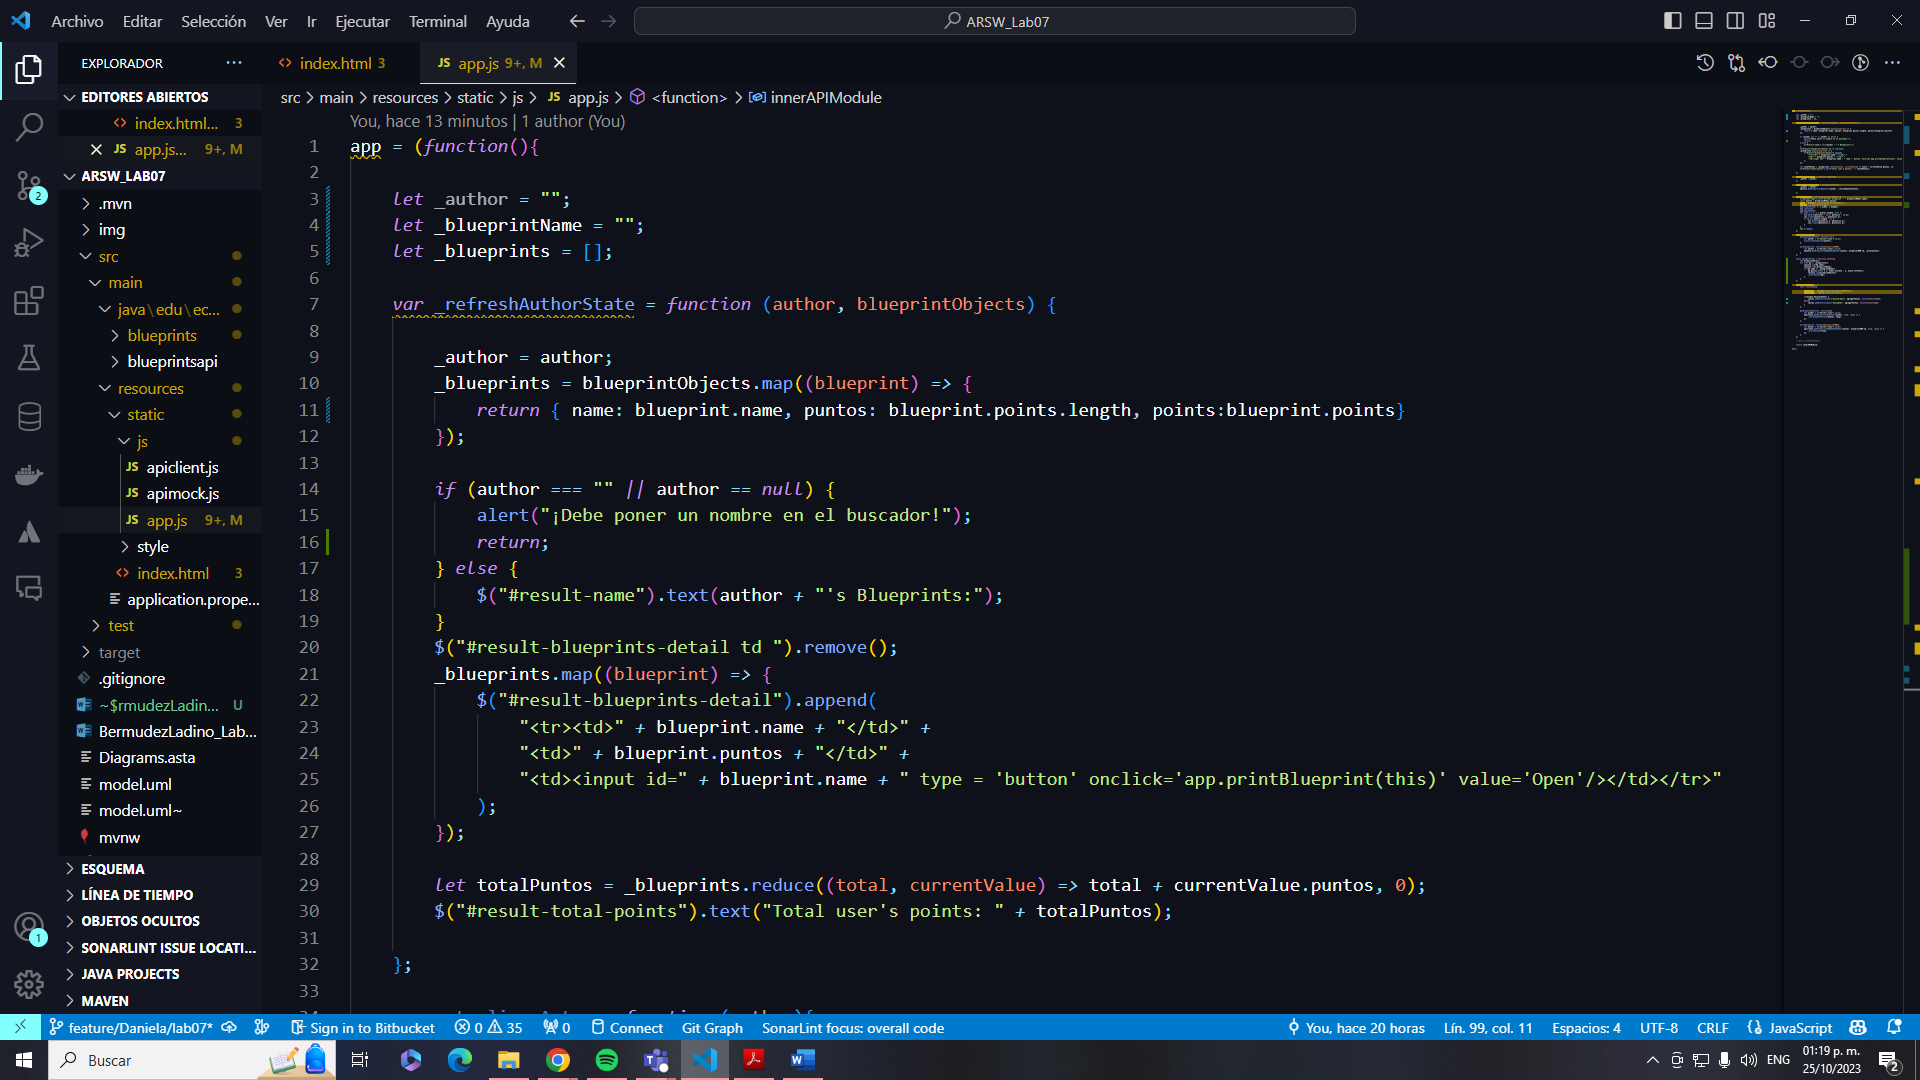 Archivo Editar Selección Ver Ir Ejecutar Terminal Ayuda
ARSW_Lab07
EXPLORADOR
index.html 3
JS app.js 9+, M
EDITORES ABIERTOS
index.html... 3
JS app.js... 9+, M
ARSW_LAB07
.mvn
img
src
main
java\edu\ec...
blueprints
blueprintsapi
resources
static
js
JS apiclient.js
JS apimock.js
JS app.js 9+, M
style
index.html 3
application.prope...
test
target
.gitignore
~$rmudezLadin... U
BermudezLadino_Lab...
Diagrams.asta
model.uml
model.uml~
mvnw
ESQUEMA
LÍNEA DE TIEMPO
OBJETOS OCULTOS
SONARLINT ISSUE LOCATI...
JAVA PROJECTS
MAVEN
2
1
src > main > resources > static > js > JS app.js > <function> > innerAPIModule
You, hace 13 minutos | 1 author (You)
1 app = (function(){
2
3 let _author = "";
4 let _blueprintName = "";
5 let _blueprints = [];
6
7 var _refreshAuthorState = function (author, blueprintObjects) {
8
9 _author = author;
10 _blueprints = blueprintObjects.map((blueprint) => {
11 return { name: blueprint.name, puntos: blueprint.points.length, points:blueprint.points}
12 });
13
14 if (author === "" || author == null) {
15 alert("¡Debe poner un nombre en el buscador!");
16 return;
17 } else {
18 $("#result-name").text(author + "'s Blueprints:");
19 }
20 $("#result-blueprints-detail td ").remove();
21 _blueprints.map((blueprint) => {
22 $("#result-blueprints-detail").append(
23 "<tr><td>" + blueprint.name + "</td>" +
24 "<td>" + blueprint.puntos + "</td>" +
25 "<td><input id=" + blueprint.name + " type = 'button' onclick='app.printBlueprint(this)' value='Open'/></td></tr>"
26 );
27 });
28
29 let totalPuntos = _blueprints.reduce((total, currentValue) => total + currentValue.puntos, 0);
30 $("#result-total-points").text("Total user's points: " + totalPuntos);
31
32 };
33
feature/Daniela/lab07* Sign in to Bitbucket 0 35 0 Connect Git Graph SonarLint focus: overall code You, hace 20 horas Lín. 99, col. 11 Espacios: 4 UTF-8 CRLF JavaScript
Buscar
ENG
01:19 p. m.
25/10/2023
2